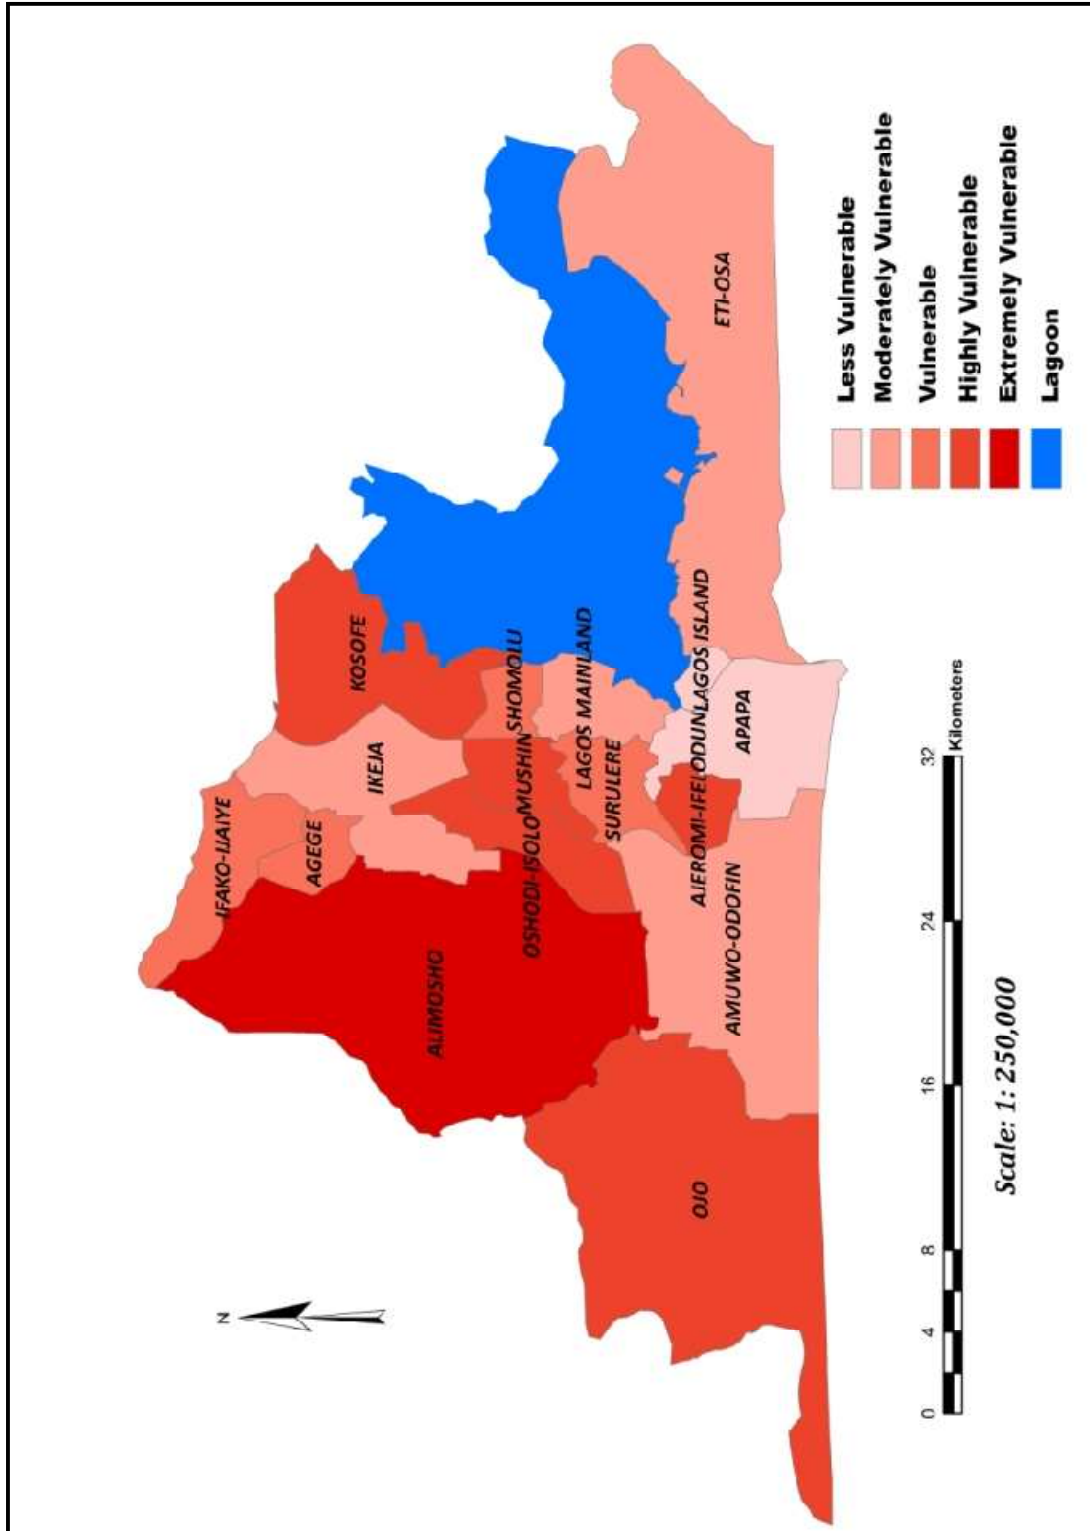 N
IFAKO-IJAIYE
AGEGE
KOSOFE
IKEJA
ALIMOSHO
SHOMOLU
MUSHIN
OSHODI-ISOLO
LAGOS MAINLAND
SURULERE
LAGOS ISLAND
AJEROMI-IFELODUN
OJO
ETI-OSA
APAPA
AMUWO-ODOFIN
Less Vulnerable
Moderately Vulnerable
Vulnerable
Highly Vulnerable
Extremely Vulnerable
Lagoon
0 4 8 16 24 32
Kilometers
Scale: 1: 250,000